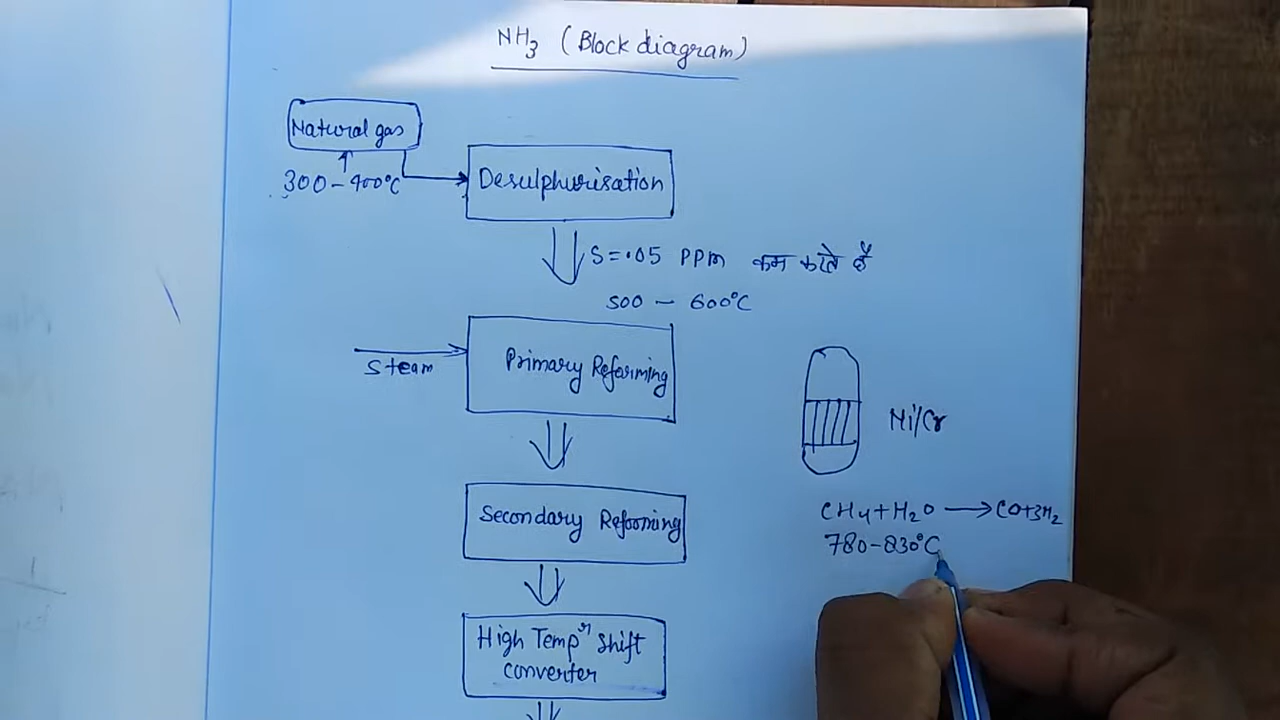 NH3 (Block diagram)
Natural gas
300-400°C
Desulphurisation
S=.05 PPM कम करते हैं
500 - 600°C
Steam
Primary Reforming
Ni/Cr
CH4+H2O → CO+3H2
780-830°C
Secondary Reforming
High Tempr Shift
converter